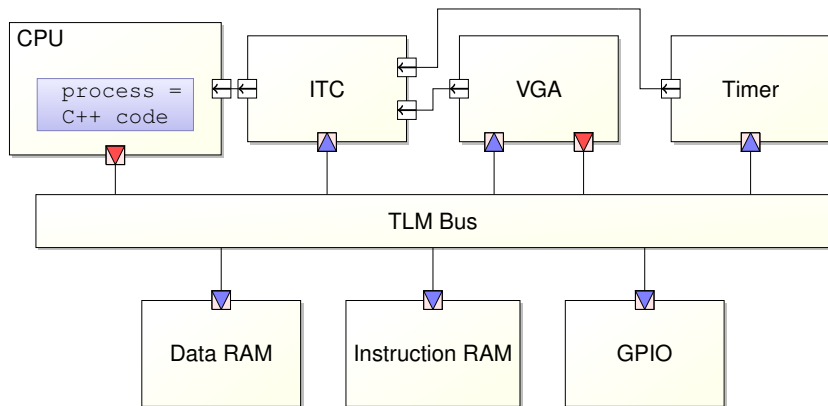 CPU
process =
C++ code
ITC
VGA
Timer
TLM Bus
Data RAM
Instruction RAM
GPIO